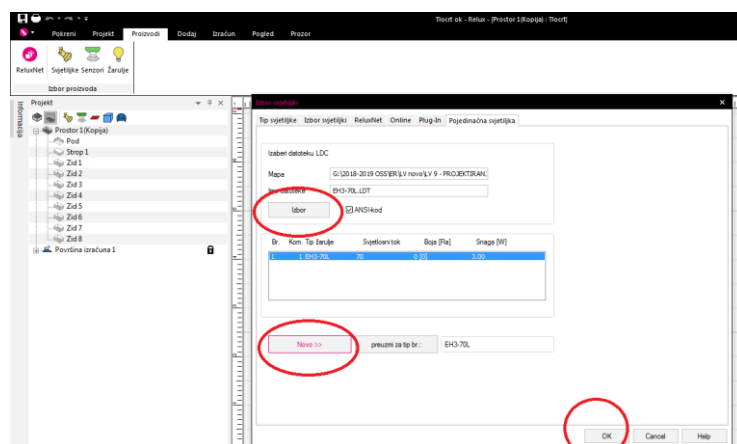 Tlocrt ok - Relux - [Prostor 1(Kopija) : Tlocrt]
Pokreni Projekt Proizvodi Dodaj Izračun Pogled Prozor
ReluxNet Svjetiljke Senzori Žarulje
Izbor proizvoda
Informacija
Projekt
Prostor 1(Kopija)
Pod
Strop 1
Zid 1
Zid 2
Zid 3
Zid 4
Zid 5
Zid 6
Zid 7
Zid 8
Površina izračuna 1
Izbor svjetiljki
Tip svjetiljke Izbor svjetiljki ReluxNet Online Plug-In Pojedinačna svjetiljka
Izaberi datoteku LDC
Mapa G:\2018-2019 OSS\ER\LV novo\LV 9 - PROJEKTIRAN.
datoteke EH3-70L.LDT
Izbor ANSI-kod
Br. Kom. Tip žarulje Svjetlosni tok Boja [Ra] Snaga [W]
1 1 EH3-70L 70 0 [0] 3.00
Novo >> preuzmi za tip br.: EH3-70L
OK Cancel Help